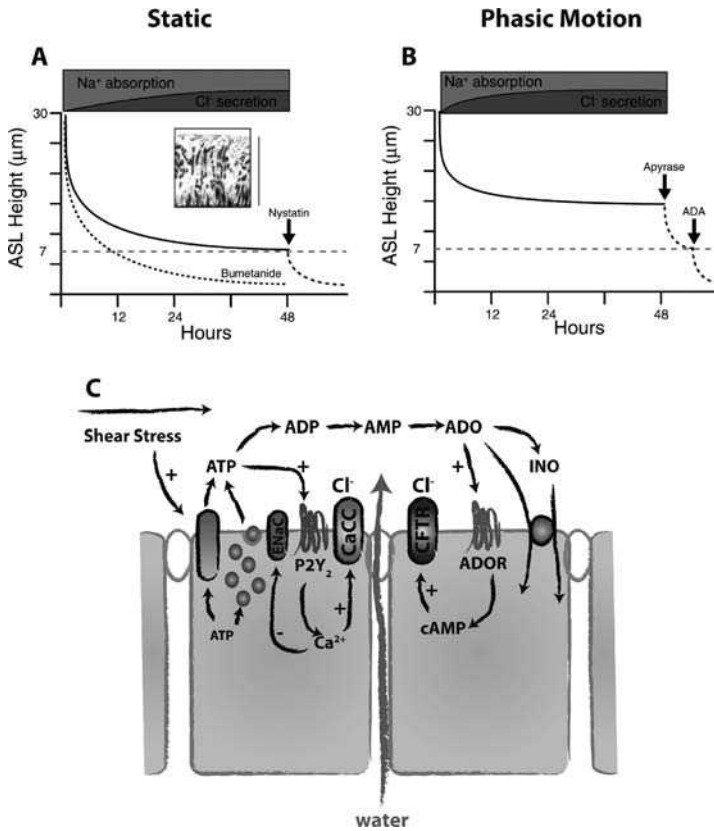 Static
Phasic Motion
A
Na⁺ absorption
Cl⁻ secretion
30
ASL Height (μm)
Nystatin
7
Bumetanide
12
24
48
Hours
B
Na⁺ absorption
Cl⁻ secretion
30
ASL Height (μm)
Apyrase
ADA
7
12
24
48
Hours
C
Shear Stress
+
ATP
ADP
AMP
ADO
INO
+
+
Cl⁻
Cl⁻
ENaC
P2Y₂
CaCC
CFTR
ADOR
ATP
-
Ca²⁺
+
+
cAMP
water